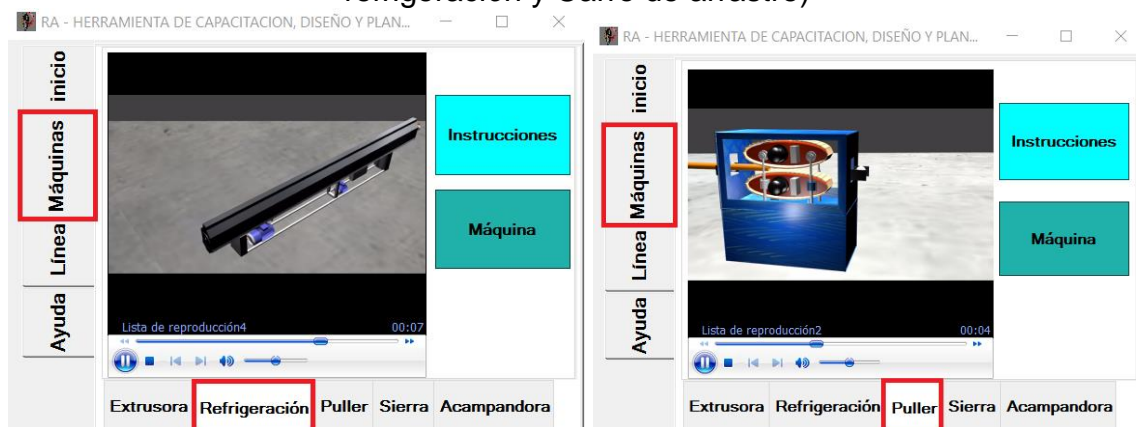 refrigeración y Carro de arrastre)
RA - HERRAMIENTA DE CAPACITACION, DISEÑO Y PLAN...
inicio
Máquinas
Línea
Ayuda
Instrucciones
Máquina
Lista de reproducción4 00:07
Extrusora Refrigeración Puller Sierra Acampandora
RA - HERRAMIENTA DE CAPACITACION, DISEÑO Y PLAN...
inicio
Máquinas
Línea
Ayuda
Instrucciones
Máquina
Lista de reproducción2 00:04
Extrusora Refrigeración Puller Sierra Acampandora